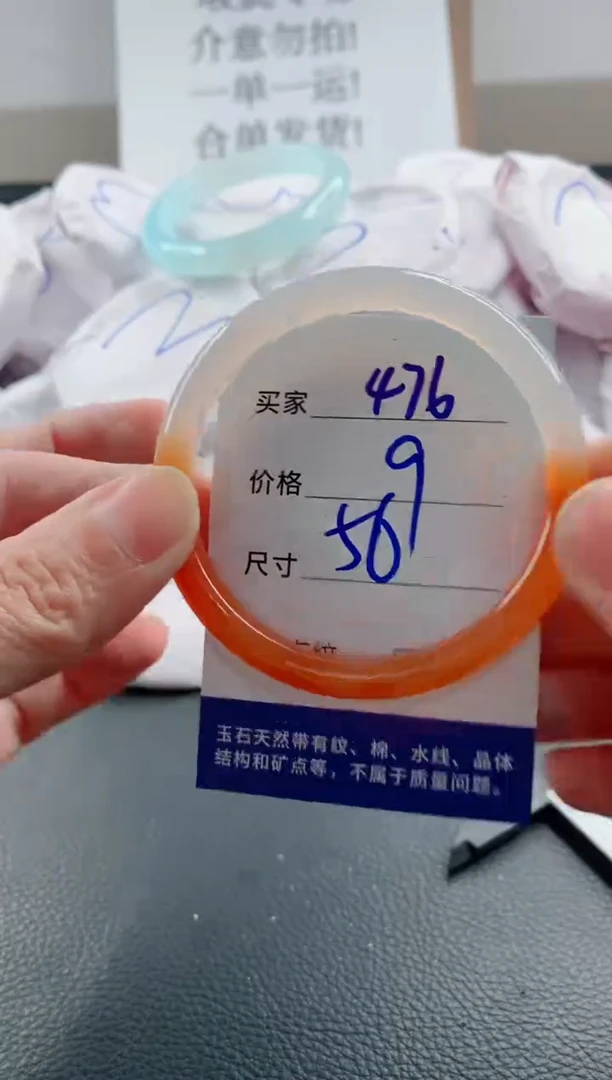 介意勿拍!
一单一运!
合单发货!
买家 476
价格 9
尺寸 56
玉石天然带有纹、棉、水线、晶体
结构和矿点等，不属于质量问题。